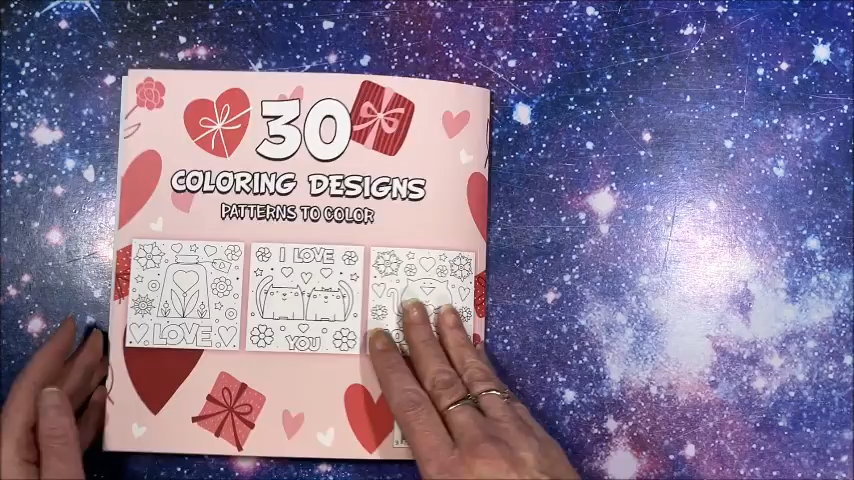 30
COLORING DESIGNS
PATTERNS TO COLOR
LOVE
I LOVE
YOU